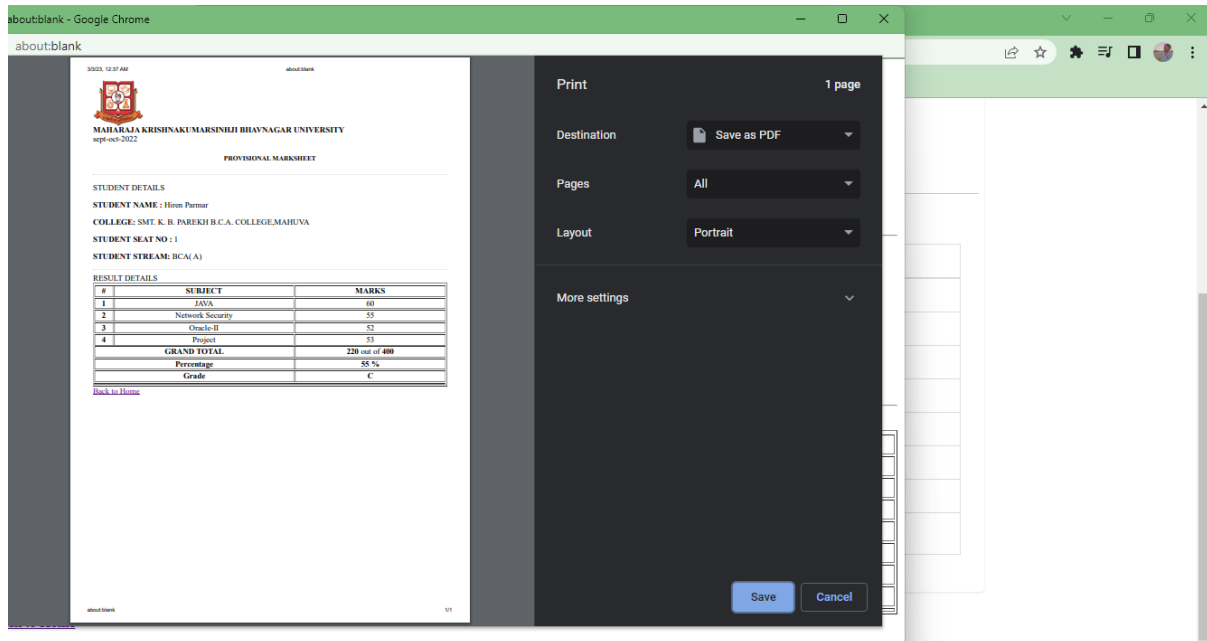 about:blank - Google Chrome
about:blank
3/3/23, 12:37 AM about:blank
MAHARAJA KRISHNAKUMARSINHJI BHAVNAGAR UNIVERSITY
sept-oct-2022
PROVISIONAL MARKSHEET
STUDENT DETAILS
STUDENT NAME : Hiren Parmar
COLLEGE: SMT. K. B. PAREKH B.C.A. COLLEGE,MAHUVA
STUDENT SEAT NO : 1
STUDENT STREAM: BCA( A)
RESULT DETAILS
# SUBJECT MARKS
1 JAVA 60
2 Network Security 55
3 Oracle-II 52
4 Project 53
GRAND TOTAL 220 out of 400
Percentage 55 %
Grade C
Back to Home
about:blank 1/1
Print 1 page
Destination Save as PDF
Pages All
Layout Portrait
More settings
Save Cancel